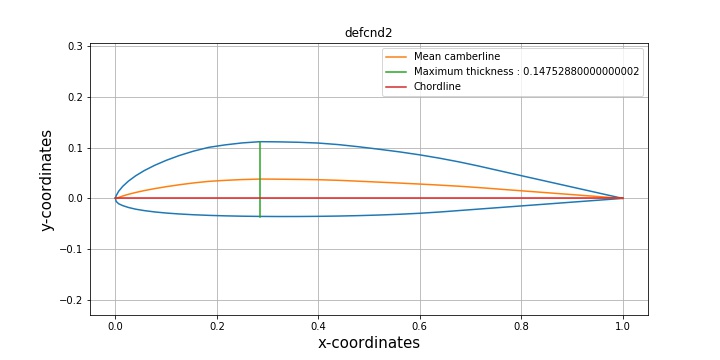 defcnd2
Mean camberline
Maximum thickness : 0.14752880000000002
Chordline
y-coordinates
0.3
0.2
0.1
0.0
−0.1
−0.2
0.0 0.2 0.4 0.6 0.8 1.0
x-coordinates